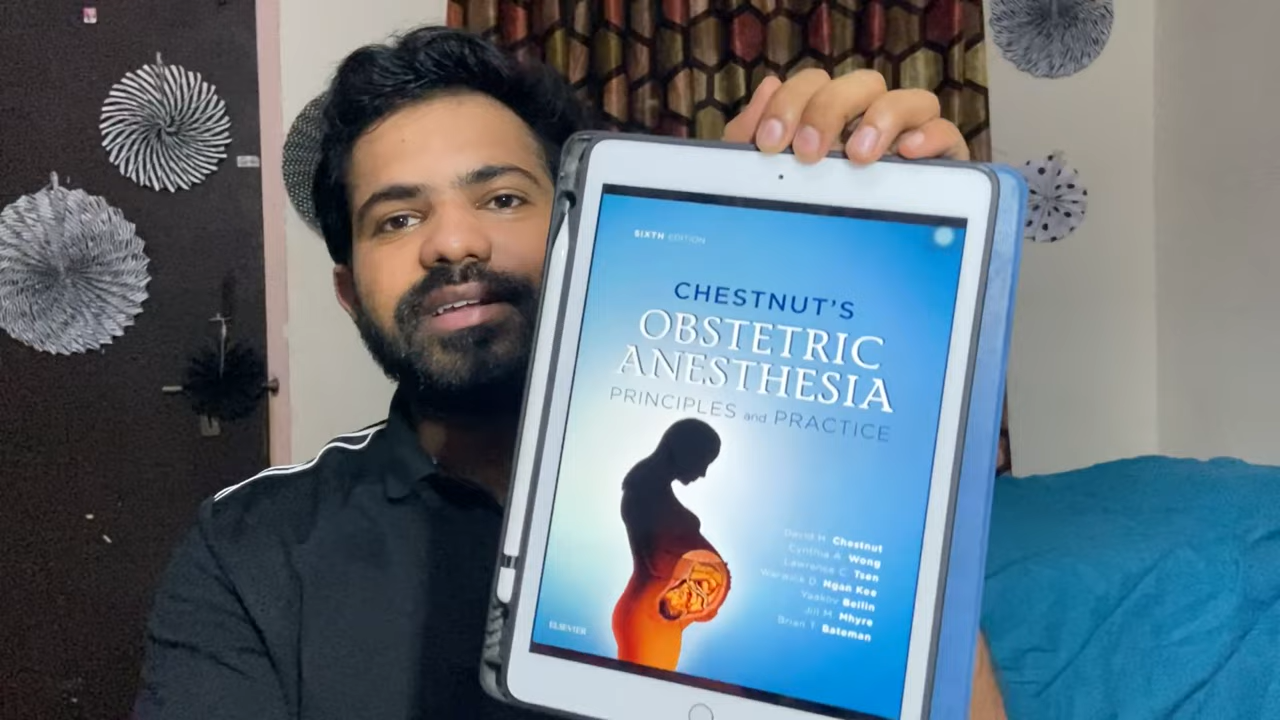 SIXTH EDITION
CHESTNUT'S
OBSTETRIC
ANESTHESIA
PRINCIPLES and PRACTICE
David H. Chestnut
Cynthia A. Wong
Lawrence C. Tsen
Warwick D. Ngan Kee
Yaakov Beilin
Jill M. Mhyre
Brian T. Bateman
ELSEVIER